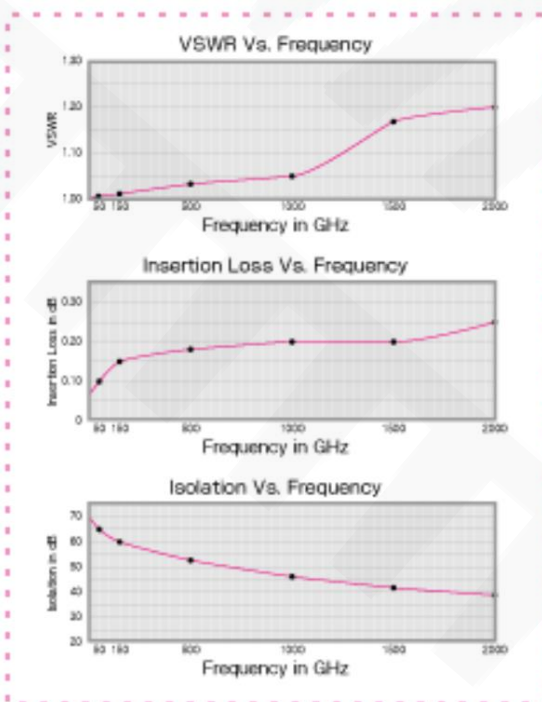 VSWR Vs. Frequency
1.30
1.20
1.10
1.00
VSWR
50 150 500 1000 1500 2000
Frequency in GHz
Insertion Loss Vs. Frequency
0.30
0.20
0.10
0
Insertion Loss in dB
50 150 500 1000 1500 2000
Frequency in GHz
Isolation Vs. Frequency
70
60
50
40
30
20
Isolation in dB
50 150 500 1000 1500 2000
Frequency in GHz